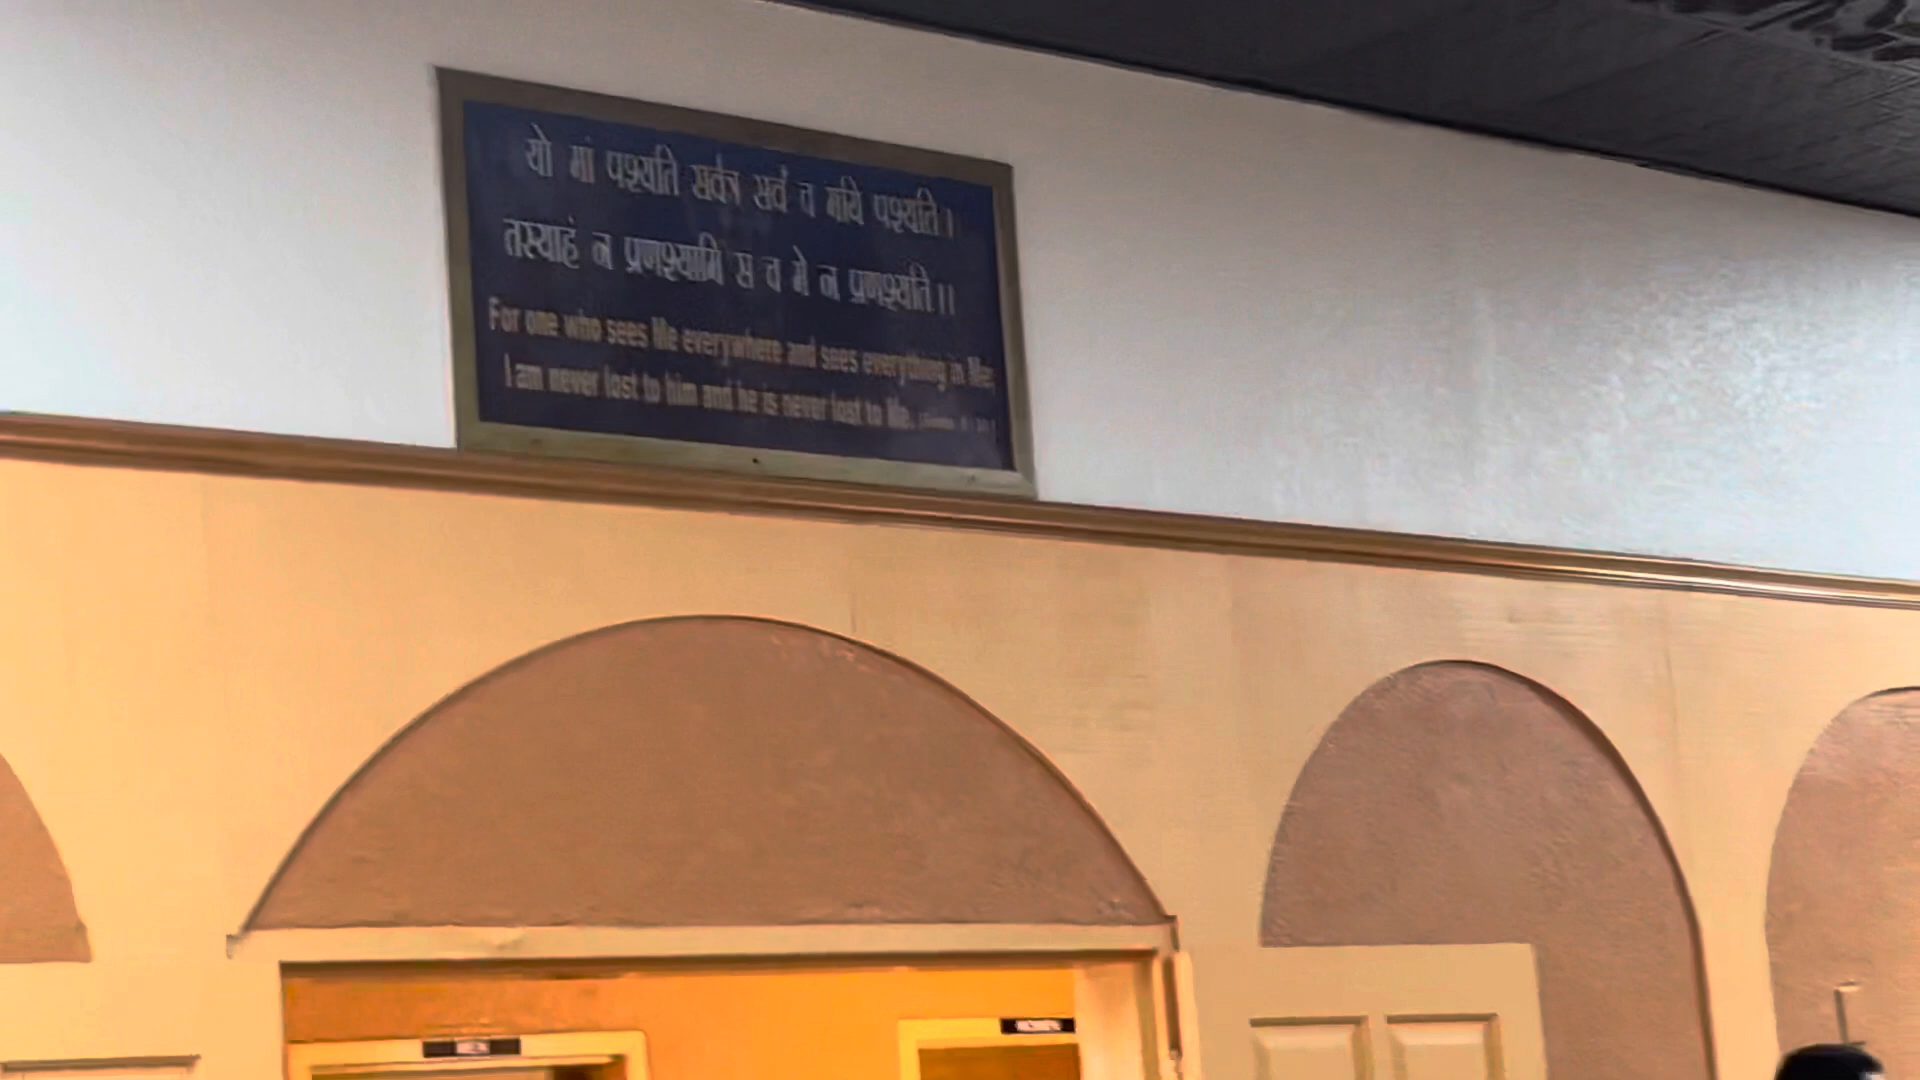 यो मां पश्यति सर्वत्र सर्वं च मयि पश्यति।
तस्याहं न प्रणश्यामि स च मे न प्रणश्यति।।
For one who sees Me everywhere and sees everything in Me,
I am never lost to him and he is never lost to Me.